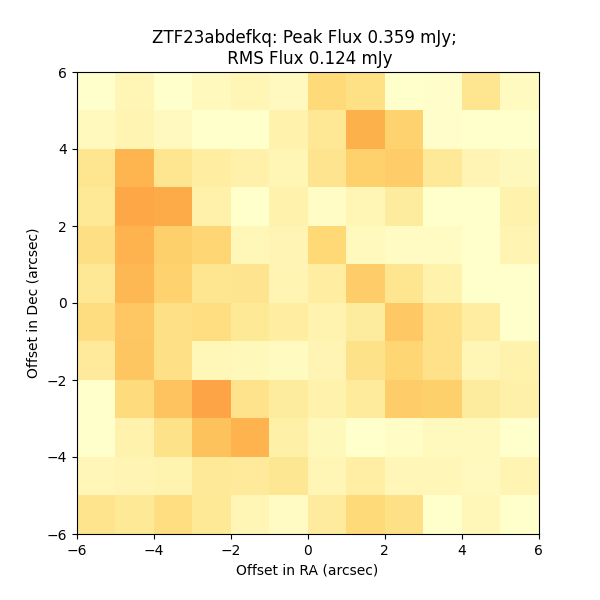 ZTF23abdefkq: Peak Flux 0.359 mJy;
RMS Flux 0.124 mJy
6
4
2
0
−2
−4
−6
Offset in Dec (arcsec)
−6 −4 −2 0 2 4 6
Offset in RA (arcsec)